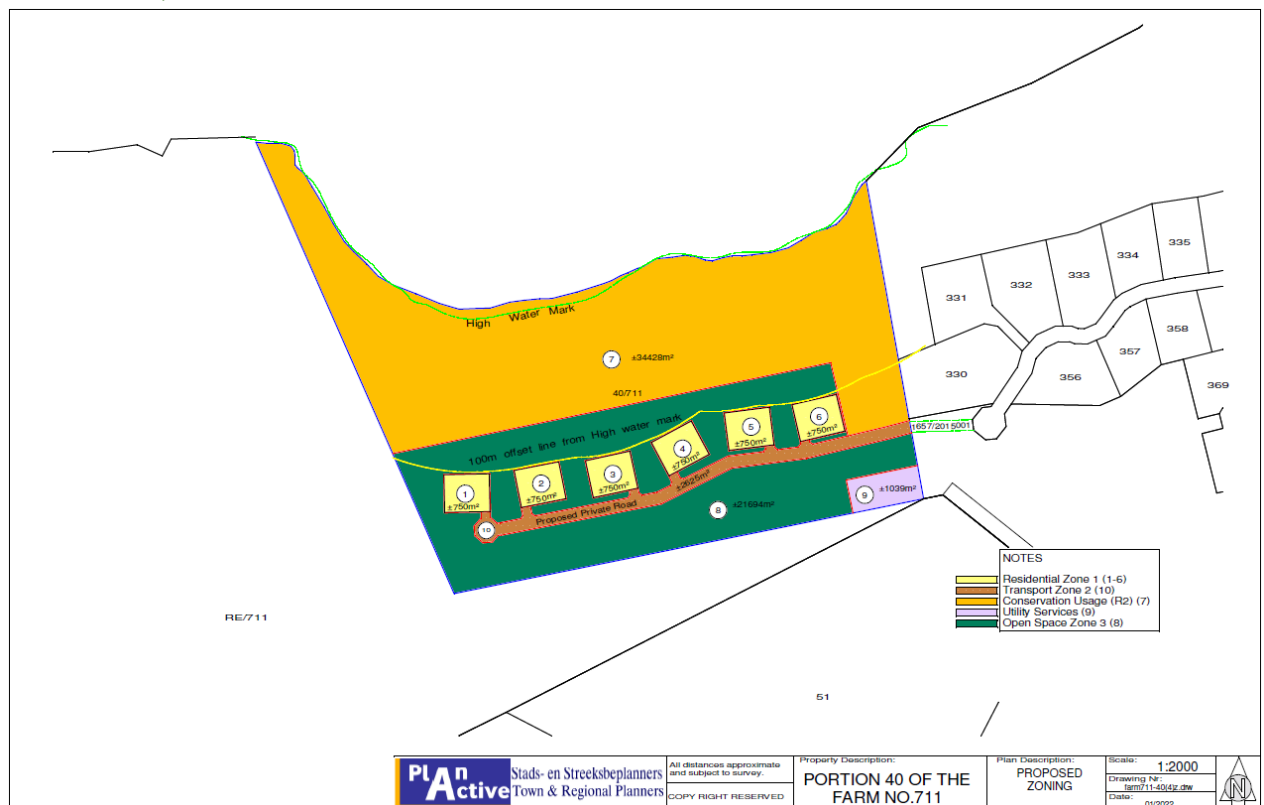 High Water Mark
7 ±34428m²
40/711
100m offset line from High water mark
1
±750m²
2
±750m²
3
±750m²
4
±750m²
5
±750m²
6
±750m²
±2625m²
Proposed Private Road
10
8 ±21694m²
9 ±1039m²
331
332
333
334
335
330
356
357
358
369
1657/2015
001
RE/711
51
NOTES
Residential Zone 1 (1-6)
Transport Zone 2 (10)
Conservation Usage (R2) (7)
Utility Services (9)
Open Space Zone 3 (8)
Plan Active
Stads- en Streeksbeplanners
Town & Regional Planners
All distances approximate
and subject to survey.
COPY RIGHT RESERVED
Property Description:
PORTION 40 OF THE
FARM NO.711
Plan Description:
PROPOSED
ZONING
Scale: 1:2000
Drawing Nr:
farm711-40(4)z.drw
Date: 01/2022
N